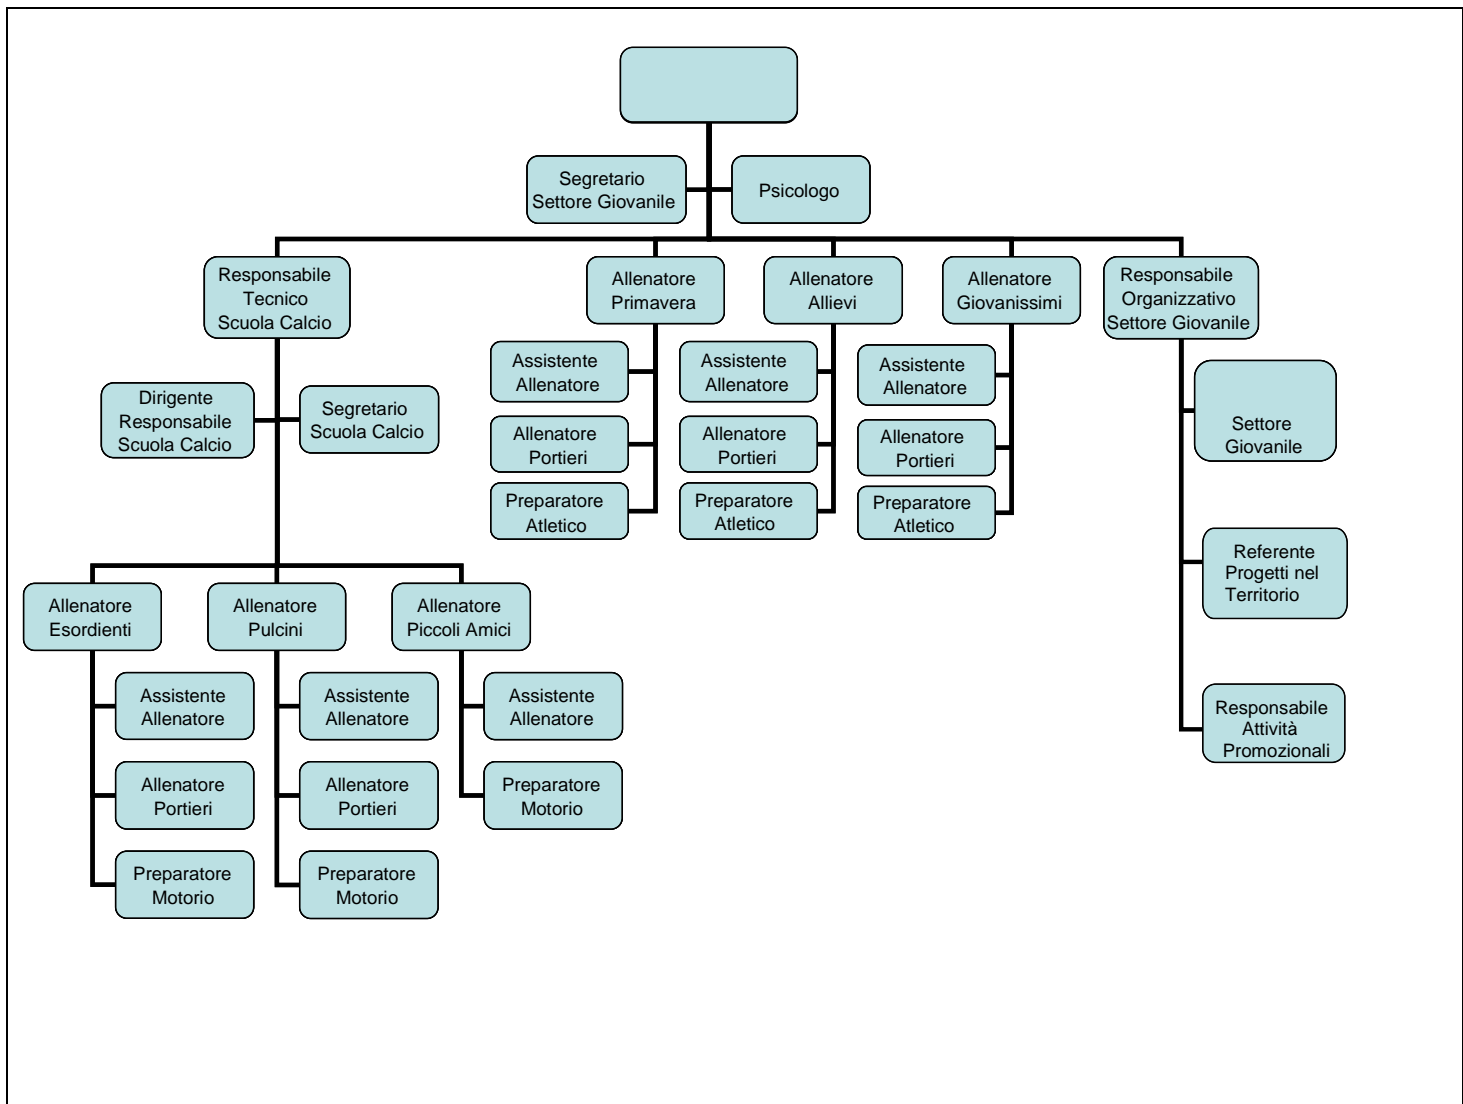 Segretario
Settore Giovanile
Psicologo
Responsabile
Tecnico
Scuola Calcio
Allenatore
Primavera
Allenatore
Allievi
Allenatore
Giovanissimi
Responsabile
Organizzativo
Settore Giovanile
Assistente
Allenatore
Assistente
Allenatore
Assistente
Allenatore
Dirigente
Responsabile
Scuola Calcio
Segretario
Scuola Calcio
Allenatore
Portieri
Allenatore
Portieri
Allenatore
Portieri
Settore
Giovanile
Preparatore
Atletico
Preparatore
Atletico
Preparatore
Atletico
Referente
Progetti nel
Territorio
Allenatore
Esordienti
Allenatore
Pulcini
Allenatore
Piccoli Amici
Assistente
Allenatore
Assistente
Allenatore
Assistente
Allenatore
Responsabile
Attività
Promozionali
Allenatore
Portieri
Allenatore
Portieri
Preparatore
Motorio
Preparatore
Motorio
Preparatore
Motorio